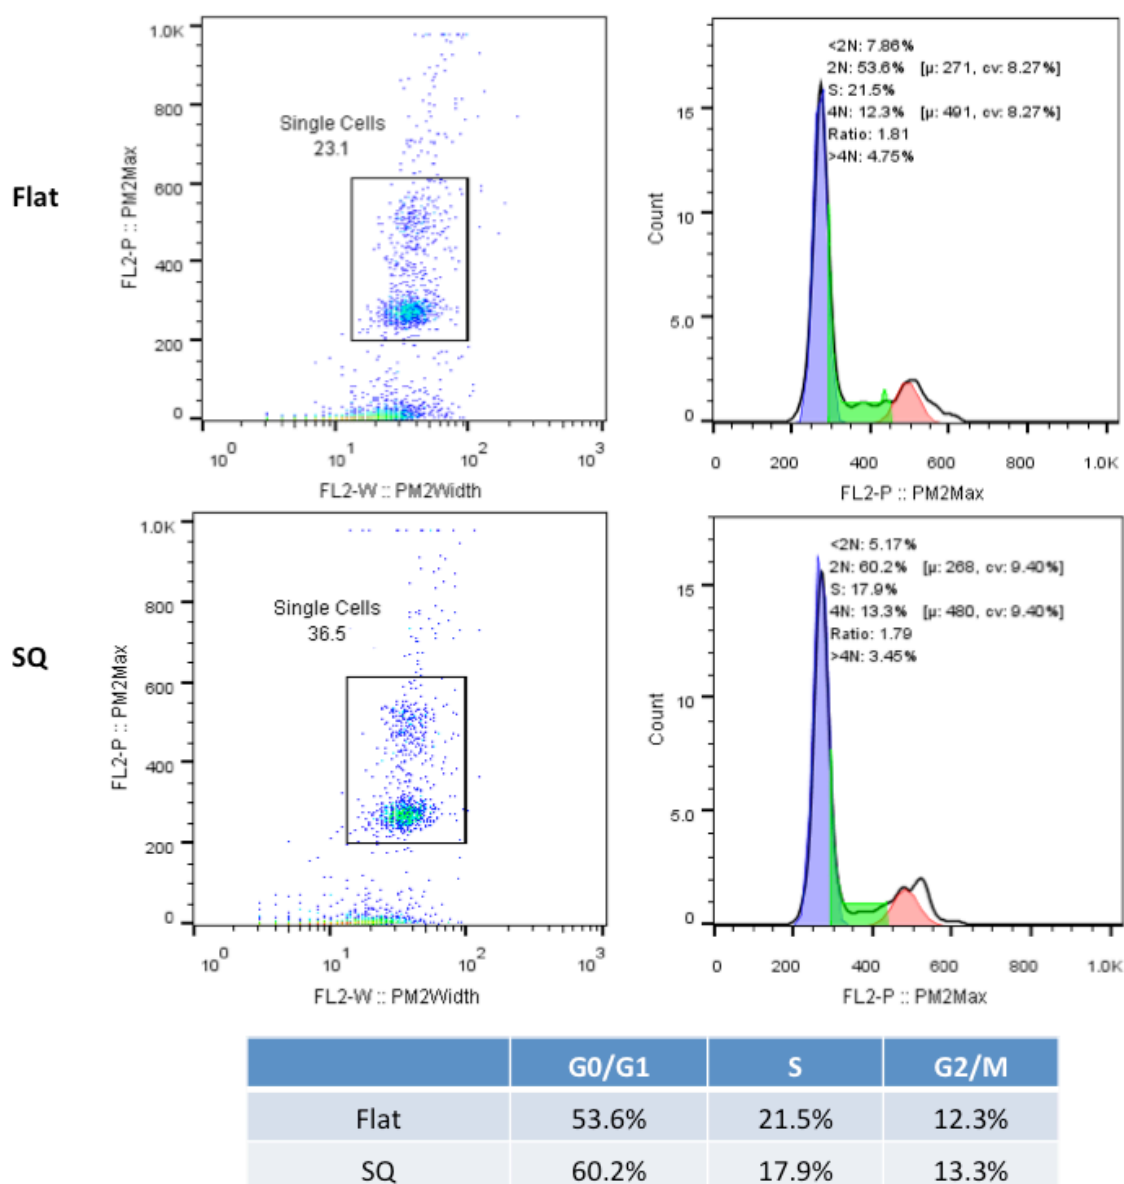 Flat
1.0K
800
600
400
200
0
FL2-P :: PM2Max
Single Cells
23.1
10^0 10^1 10^2 10^3
FL2-W :: PM2Width
15
10
5.0
0
Count
<2N: 7.86%
2N: 53.6% [µ: 271, cv: 8.27%]
S: 21.5%
4N: 12.3% [µ: 491, cv: 8.27%]
Ratio: 1.81
>4N: 4.75%
0 200 400 600 800 1.0K
FL2-P :: PM2Max
SQ
1.0K
800
600
400
200
0
FL2-P :: PM2Max
Single Cells
36.5
10^0 10^1 10^2 10^3
FL2-W :: PM2Width
15
10
5.0
0
Count
<2N: 5.17%
2N: 60.2% [µ: 268, cv: 9.40%]
S: 17.9%
4N: 13.3% [µ: 480, cv: 9.40%]
Ratio: 1.79
>4N: 3.45%
0 200 400 600 800 1.0K
FL2-P :: PM2Max
G0/G1 S G2/M
Flat 53.6% 21.5% 12.3%
SQ 60.2% 17.9% 13.3%